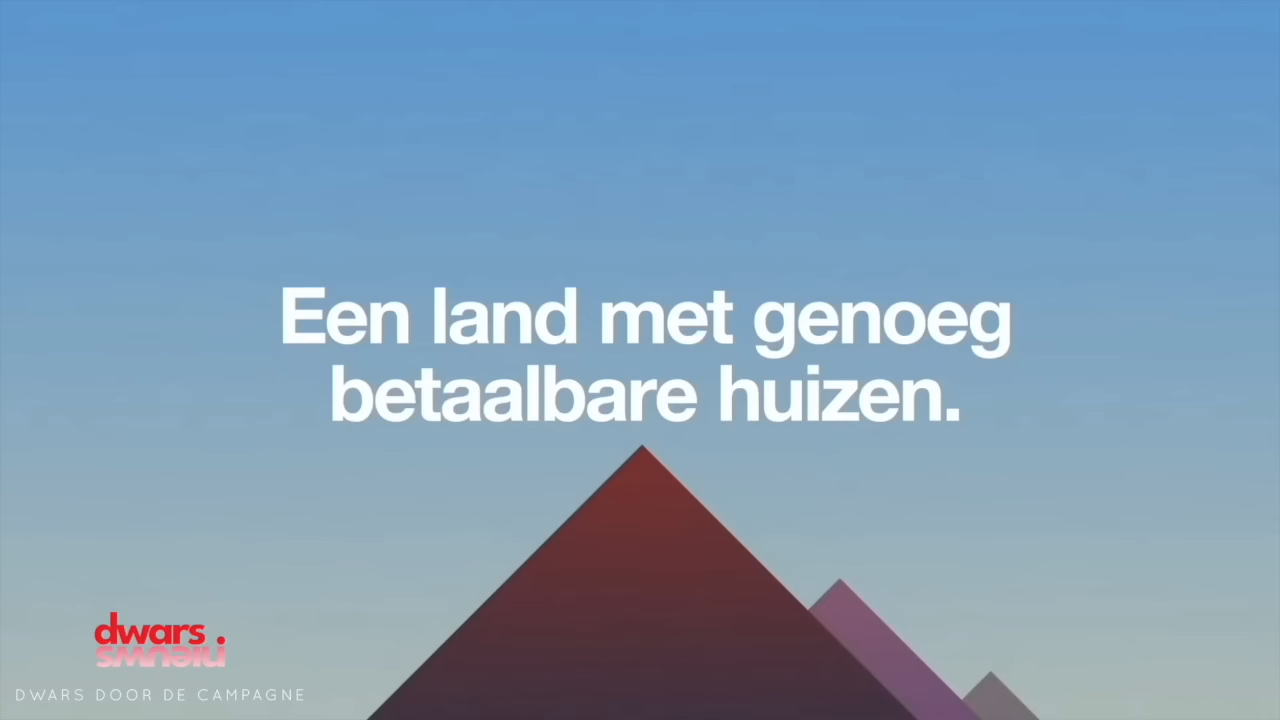 Een land met genoeg
betaalbare huizen.
dwars.
nieuws
DWARS DOOR DE CAMPAGNE